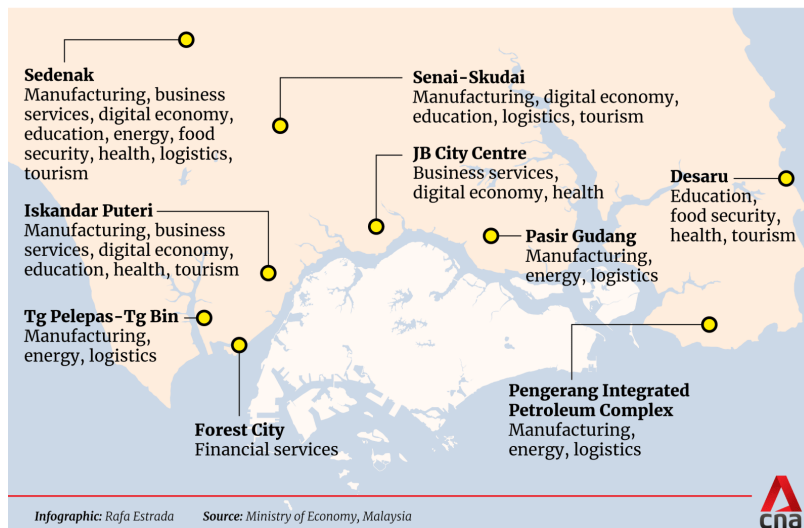 Sedenak
Manufacturing, business
services, digital economy,
education, energy, food
security, health, logistics,
tourism
Senai-Skudai
Manufacturing, digital economy,
education, logistics, tourism
JB City Centre
Business services,
digital economy, health
Desaru
Education,
food security,
health, tourism
Iskandar Puteri
Manufacturing, business
services, digital economy,
education, health, tourism
Pasir Gudang
Manufacturing,
energy, logistics
Tg Pelepas-Tg Bin
Manufacturing,
energy, logistics
Forest City
Financial services
Pengerang Integrated
Petroleum Complex
Manufacturing,
energy, logistics
Infographic: Rafa Estrada
Source: Ministry of Economy, Malaysia
cna